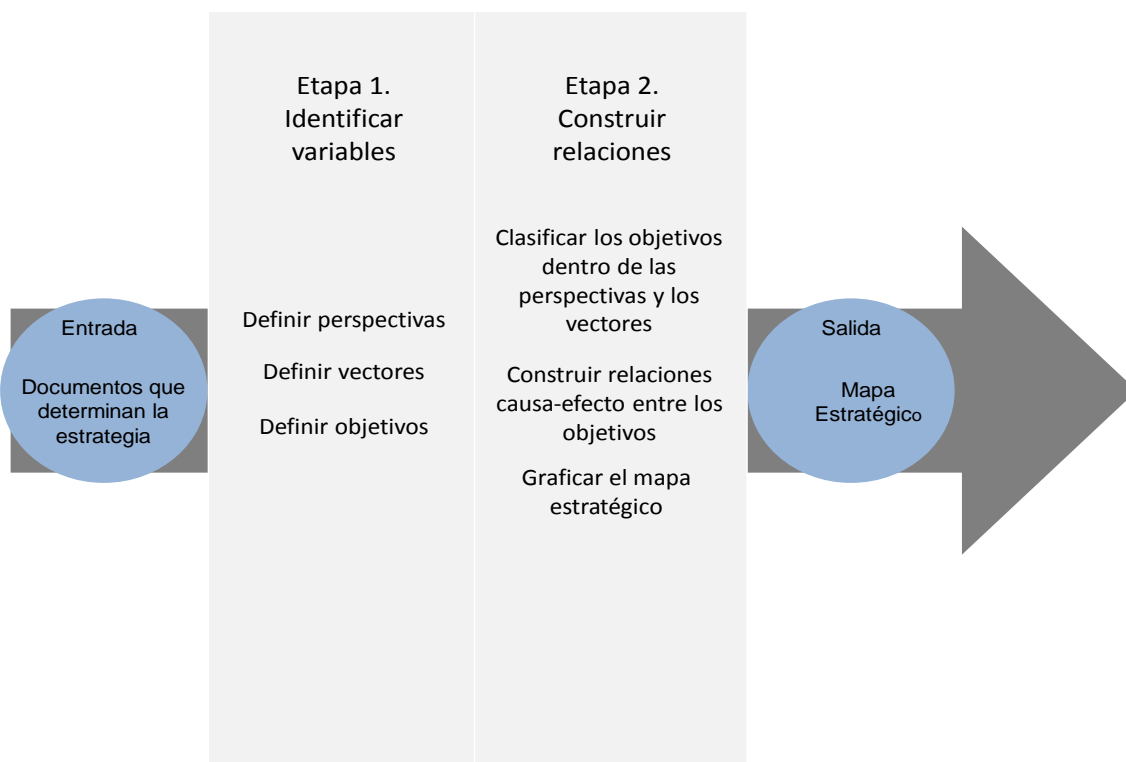 Entrada
Documentos que
determinan la
estrategia
Etapa 1.
Identificar
variables
Definir perspectivas
Definir vectores
Definir objetivos
Etapa 2.
Construir
relaciones
Clasificar los objetivos
dentro de las
perspectivas y los
vectores
Construir relaciones
causa-efecto entre los
objetivos
Graficar el mapa
estratégico
Salida
Mapa
Estratégico